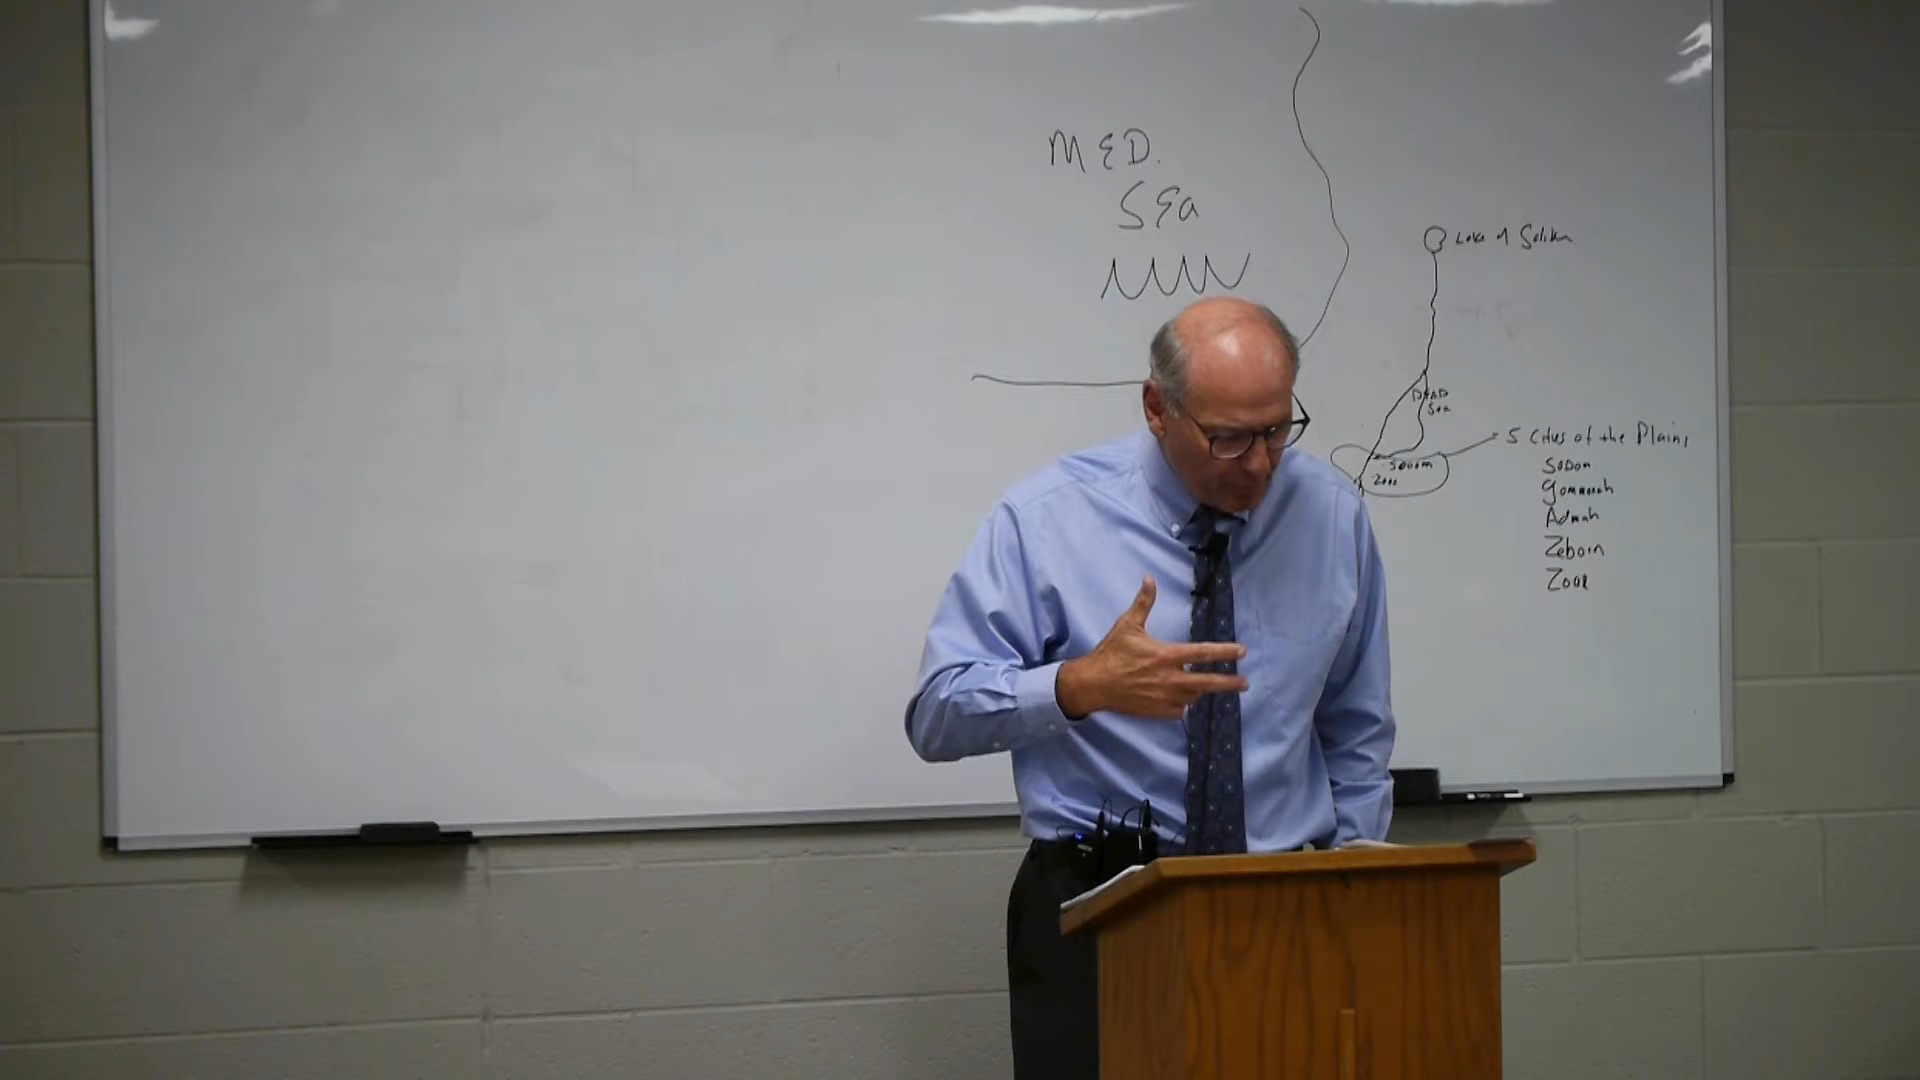 MED.
SEa
Lake of Galilee
DEAD
Sea
5 Cities of the Plains
SODOM
ZOAR
SODOM
Gomorrah
Admah
Zeboim
Zoar